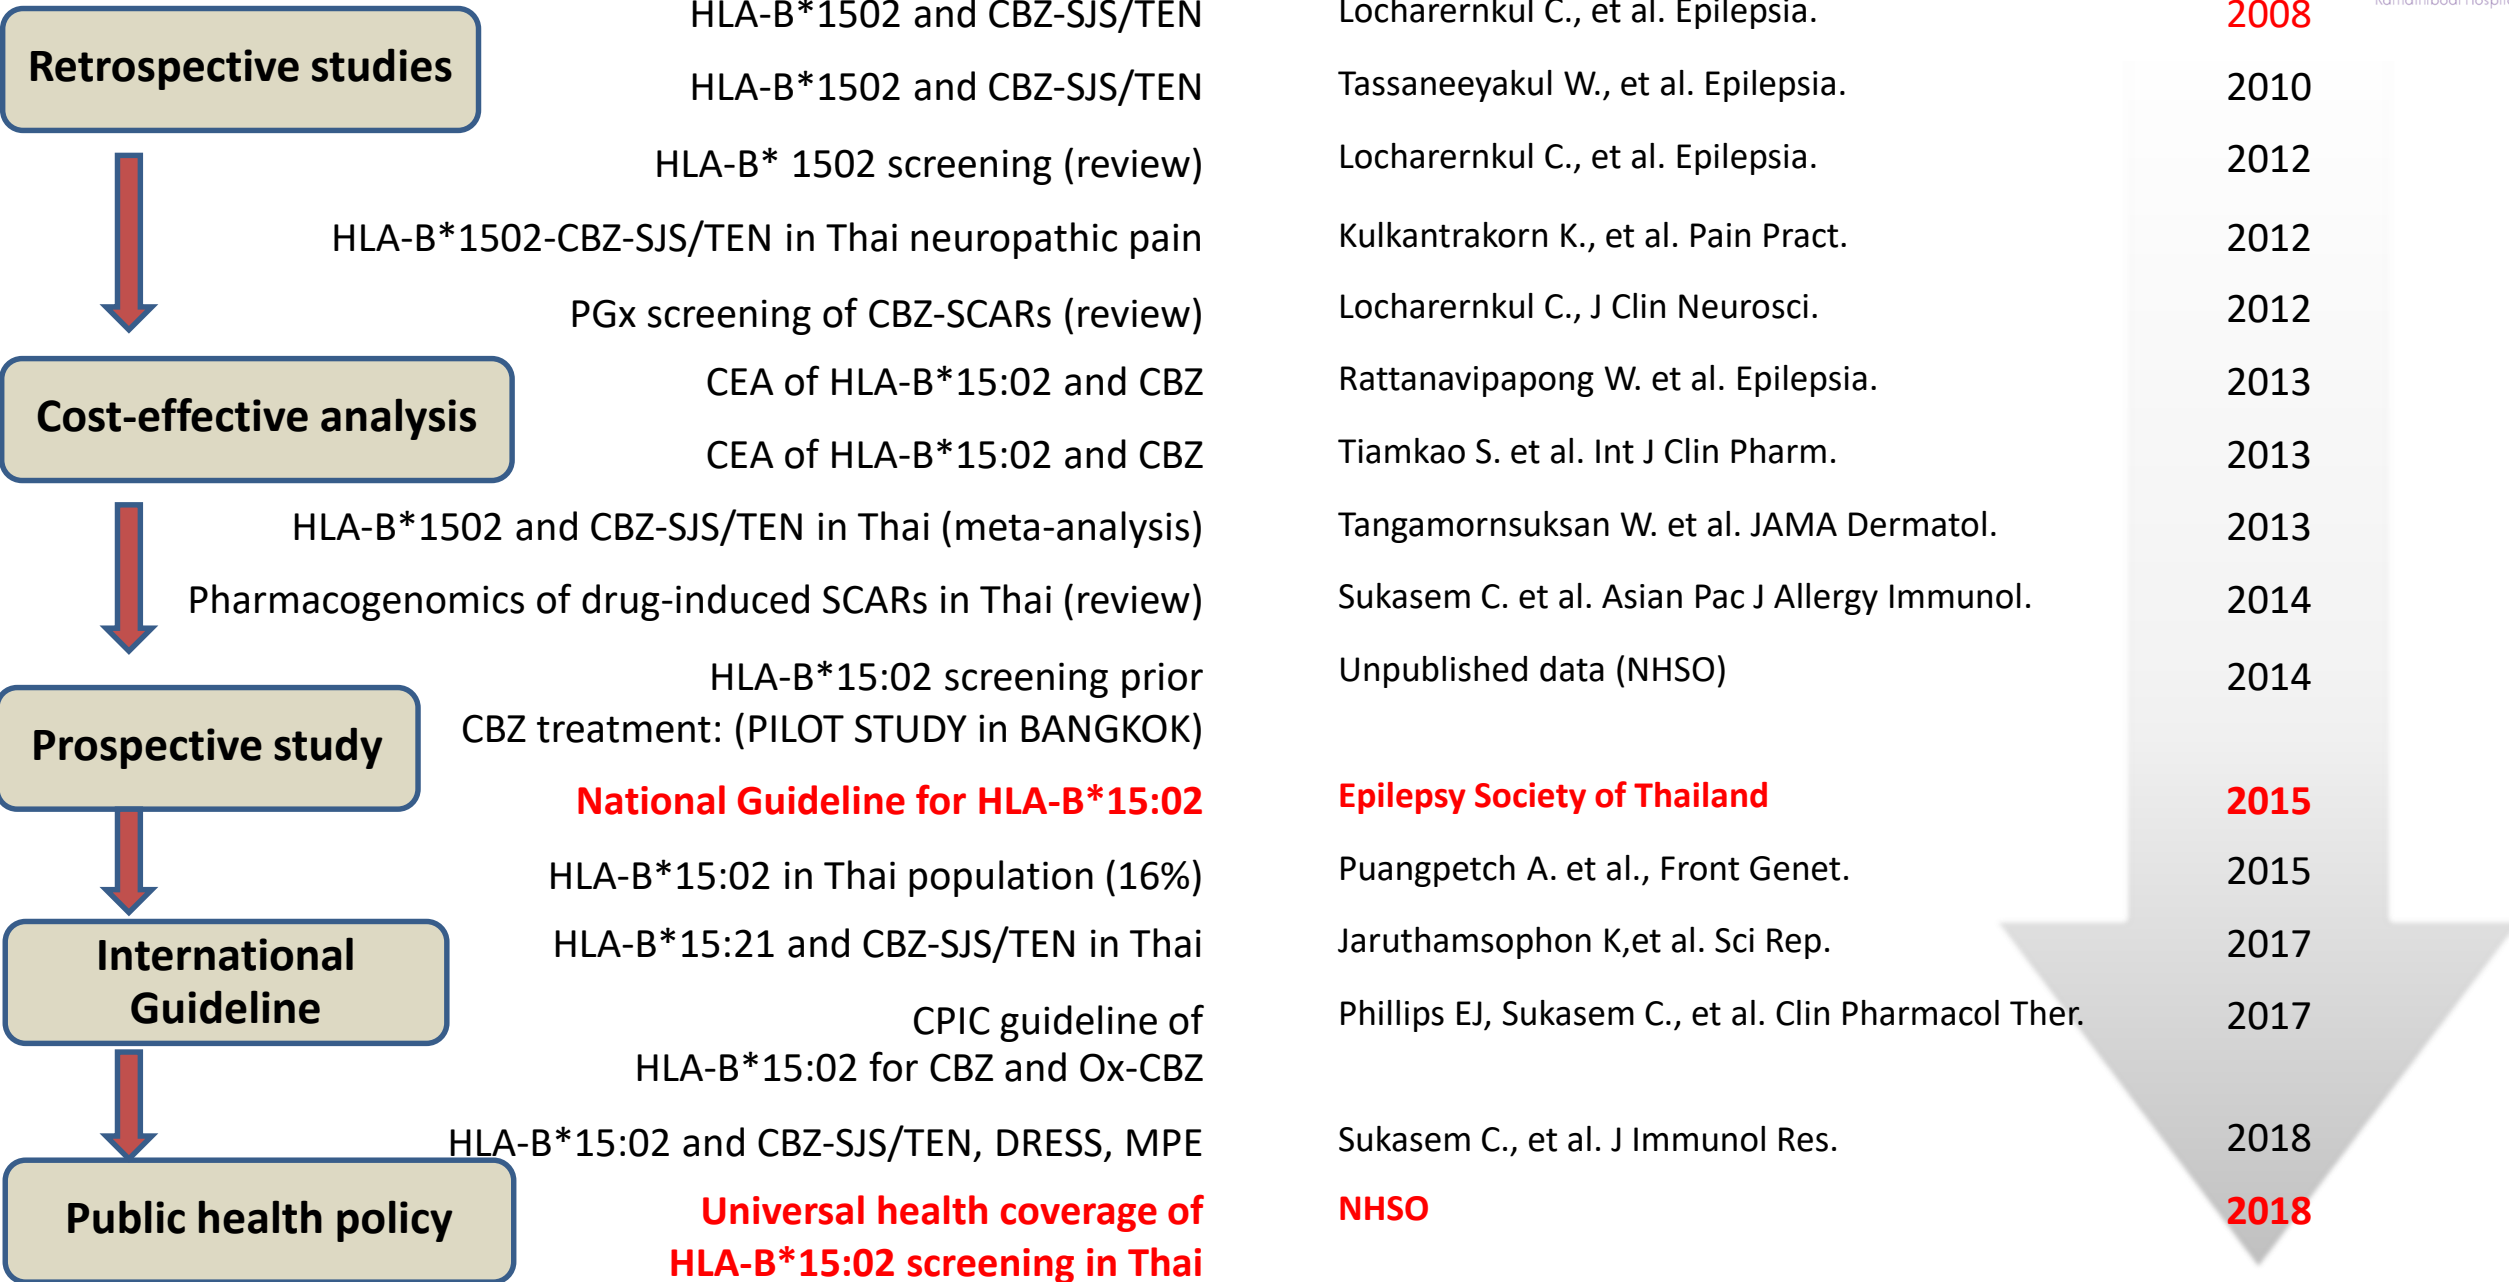 HLA-B*1502 and CBZ-SJS/TEN Locharernkul C., et al. Epilepsia. 2008
Retrospective studies
HLA-B*1502 and CBZ-SJS/TEN Tassaneeyakul W., et al. Epilepsia. 2010
HLA-B* 1502 screening (review) Locharernkul C., et al. Epilepsia. 2012
HLA-B*1502-CBZ-SJS/TEN in Thai neuropathic pain Kulkantrakorn K., et al. Pain Pract. 2012
PGx screening of CBZ-SCARs (review) Locharernkul C., J Clin Neurosci. 2012
CEA of HLA-B*15:02 and CBZ Rattanavipapong W. et al. Epilepsia. 2013
Cost-effective analysis
CEA of HLA-B*15:02 and CBZ Tiamkao S. et al. Int J Clin Pharm. 2013
HLA-B*1502 and CBZ-SJS/TEN in Thai (meta-analysis) Tangamornsuksan W. et al. JAMA Dermatol. 2013
Pharmacogenomics of drug-induced SCARs in Thai (review) Sukasem C. et al. Asian Pac J Allergy Immunol. 2014
HLA-B*15:02 screening prior Unpublished data (NHSO) 2014
CBZ treatment: (PILOT STUDY in BANGKOK)
Prospective study
National Guideline for HLA-B*15:02 Epilepsy Society of Thailand 2015
HLA-B*15:02 in Thai population (16%) Puangpetch A. et al., Front Genet. 2015
HLA-B*15:21 and CBZ-SJS/TEN in Thai Jaruthamsophon K,et al. Sci Rep. 2017
International
Guideline
CPIC guideline of Phillips EJ, Sukasem C., et al. Clin Pharmacol Ther. 2017
HLA-B*15:02 for CBZ and Ox-CBZ
HLA-B*15:02 and CBZ-SJS/TEN, DRESS, MPE Sukasem C., et al. J Immunol Res. 2018
Public health policy
Universal health coverage of NHSO 2018
HLA-B*15:02 screening in Thai